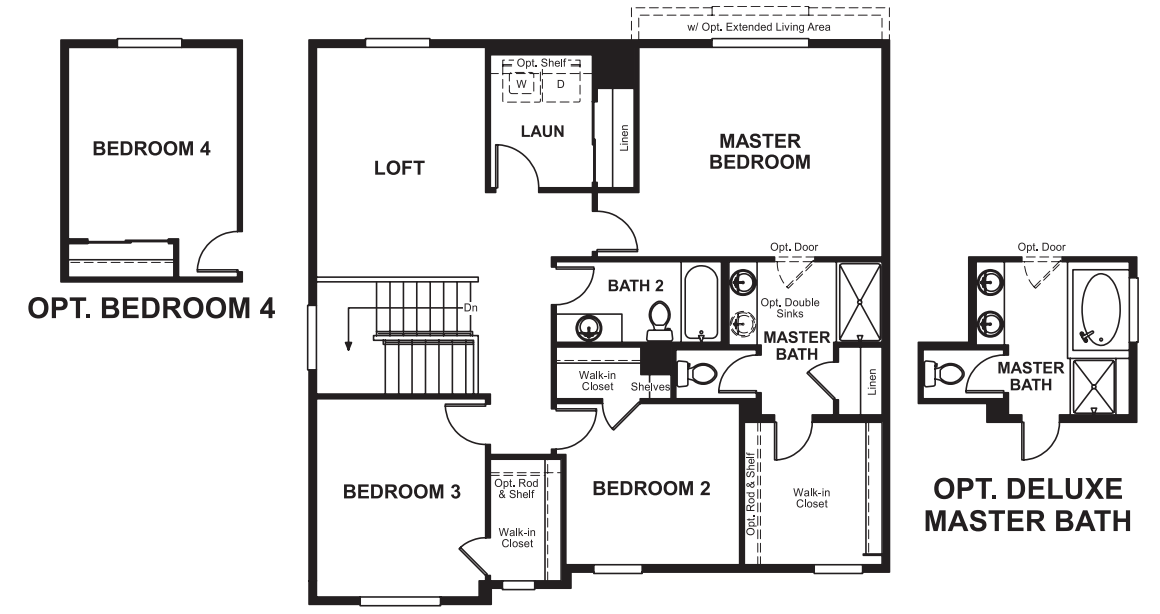 w/ Opt. Extended Living Area
BEDROOM 4
OPT. BEDROOM 4
LOFT
Opt. Shelf
W
D
LAUN
Linen
MASTER
BEDROOM
Opt. Door
BATH 2
Opt. Double
Sinks
MASTER
BATH
Dn
Walk-in
Closet
Shelves
Linen
BEDROOM 3
Opt. Rod
& Shelf
Walk-in
Closet
BEDROOM 2
Opt. Rod & Shelf
Walk-in
Closet
Opt. Door
MASTER
BATH
OPT. DELUXE
MASTER BATH